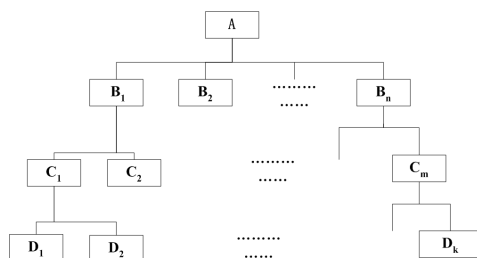 A
B₁ B₂ ……… Bₙ
……
C₁ C₂ ……… Cₘ
……
D₁ D₂ ……… Dₖ
……